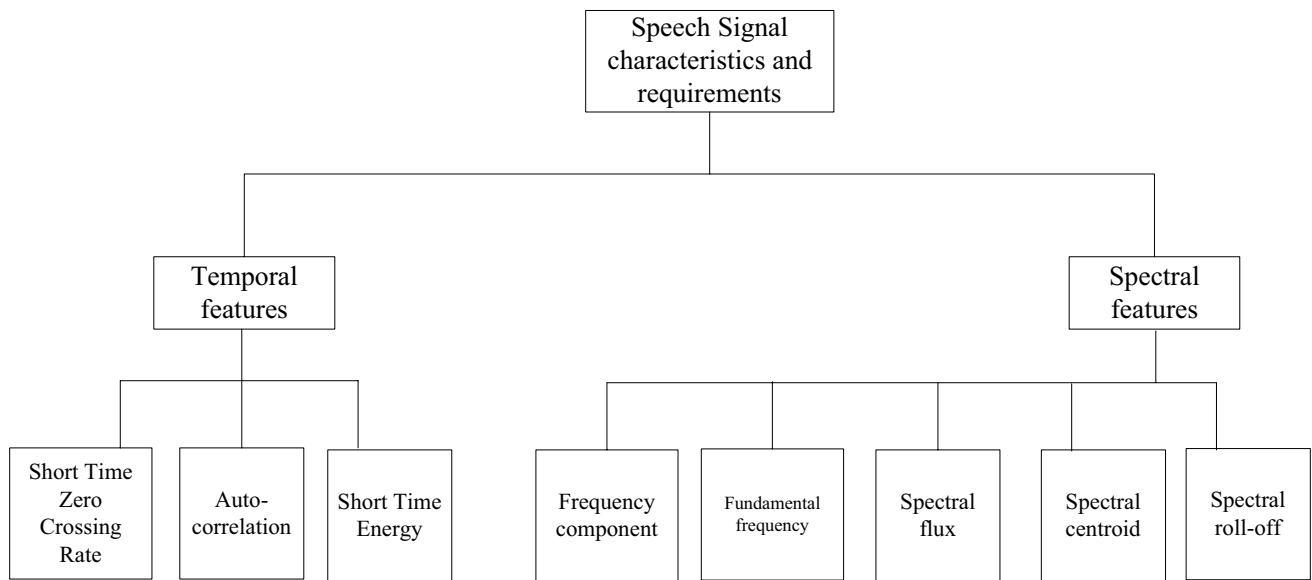 Speech Signal
characteristics and
requirements
Temporal
features
Spectral
features
Short Time
Zero
Crossing
Rate
Auto-
correlation
Short Time
Energy
Frequency
component
Fundamental
frequency
Spectral
flux
Spectral
centroid
Spectral
roll-off